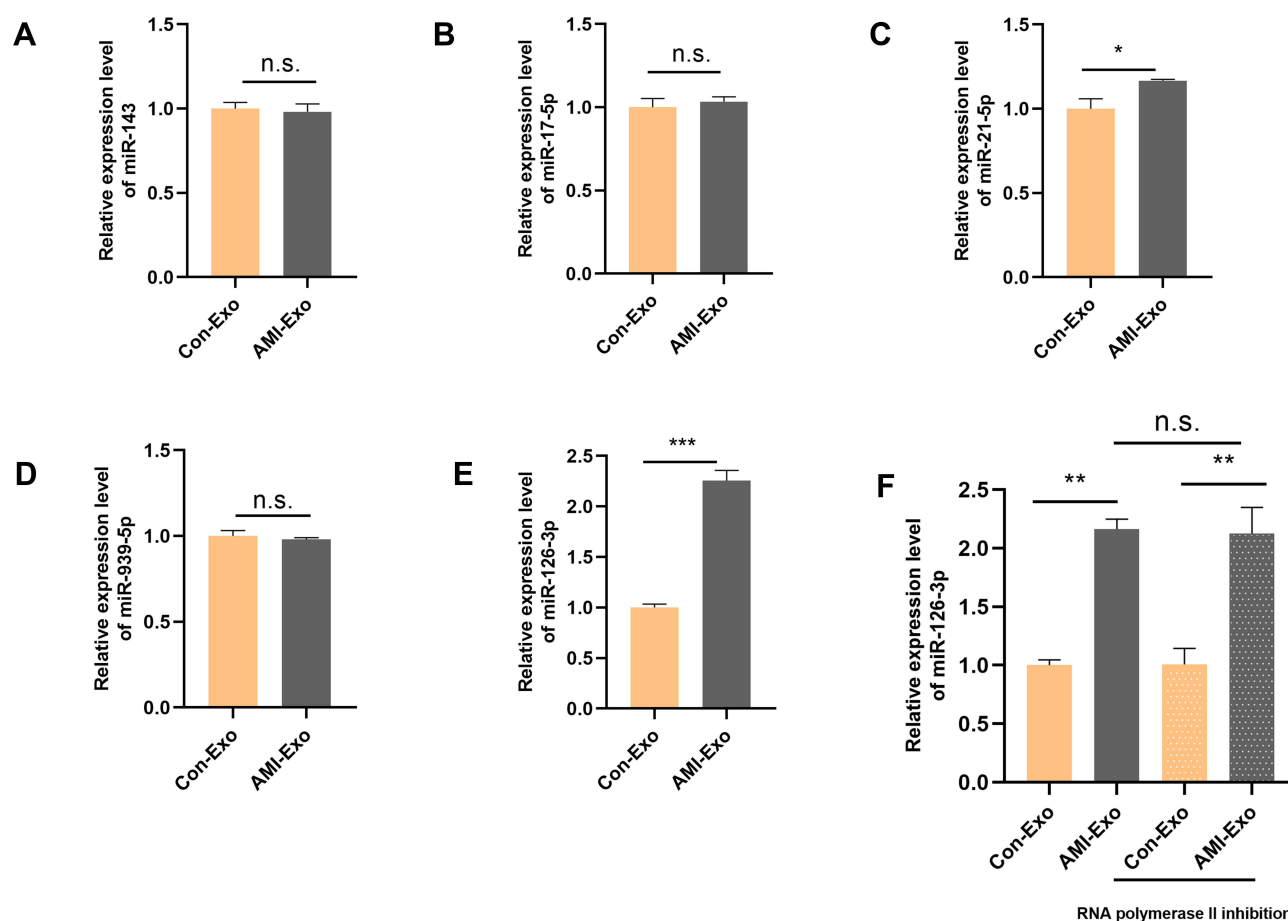 A
Relative expression level
of miR-143
1.5
1.0
0.5
0.0
n.s.
Con-Exo
AMI-Exo
B
Relative expression level
of miR-17-5p
1.5
1.0
0.5
0.0
n.s.
Con-Exo
AMI-Exo
C
Relative expression level
of miR-21-5p
1.5
1.0
0.5
0.0
*
Con-Exo
AMI-Exo
D
Relative expression level
of miR-939-5p
1.5
1.0
0.5
0.0
n.s.
Con-Exo
AMI-Exo
E
Relative expression level
of miR-126-3p
2.5
2.0
1.5
1.0
0.5
0.0
***
Con-Exo
AMI-Exo
F
Relative expression level
of miR-126-3p
2.5
2.0
1.5
1.0
0.5
0.0
n.s.
**
**
Con-Exo
AMI-Exo
Con-Exo
AMI-Exo
RNA polymerase II inhibition